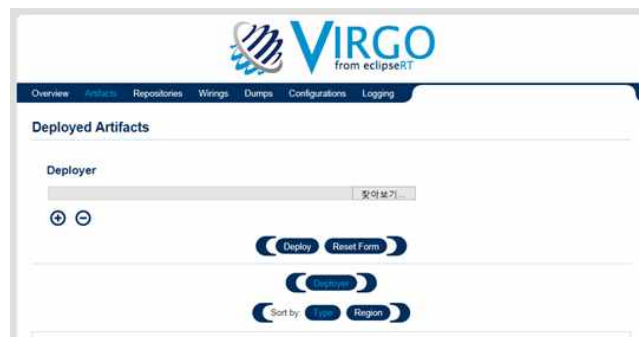 VIRGO
from eclipseRT
Overview Artifacts Repositories Wirings Dumps Configurations Logging
Deployed Artifacts
Deployer
찾아보기...
Deploy Reset Form
Deployer
Sort by: Type Region